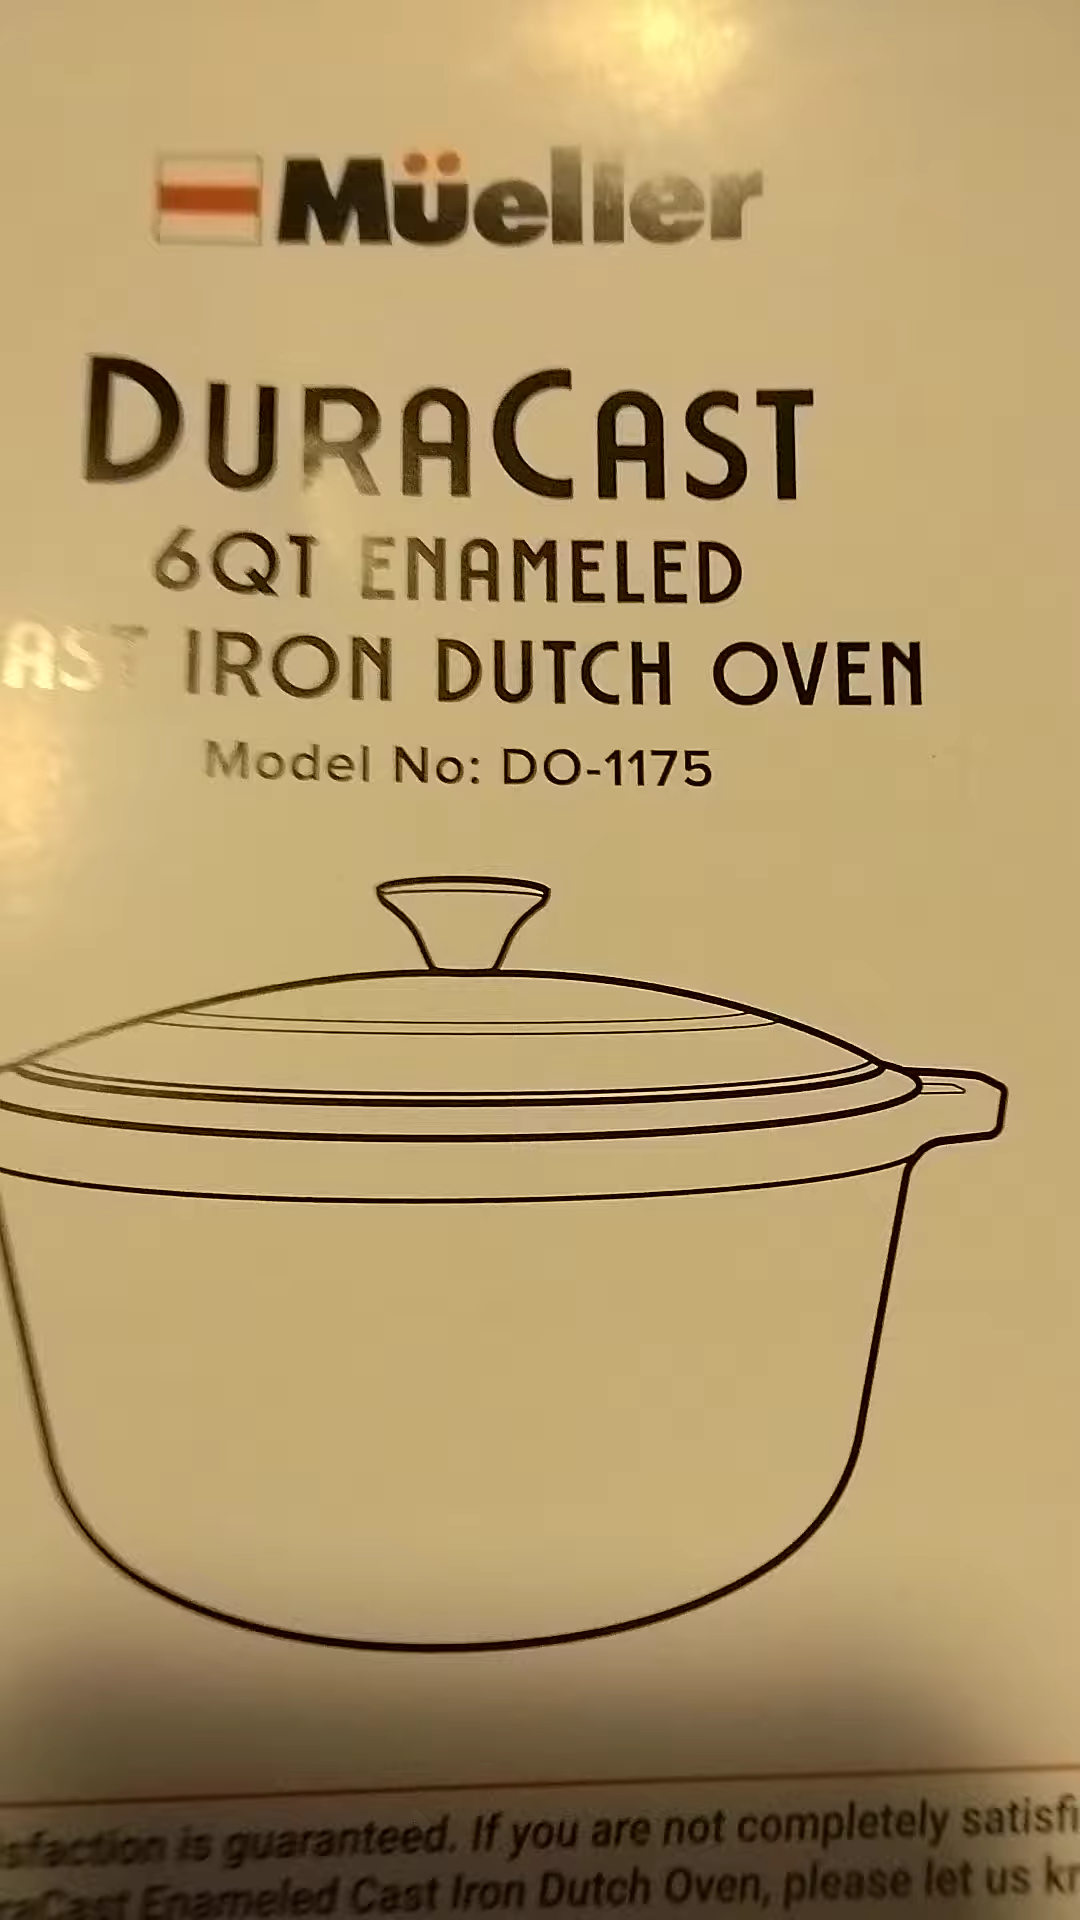 Müeller
DURACAST
6QT ENAMELED
AST IRON DUTCH OVEN
Model No: DO-1175
sfaction is guaranteed. If you are not completely satisfi
raCast Enameled Cast Iron Dutch Oven, please let us kn